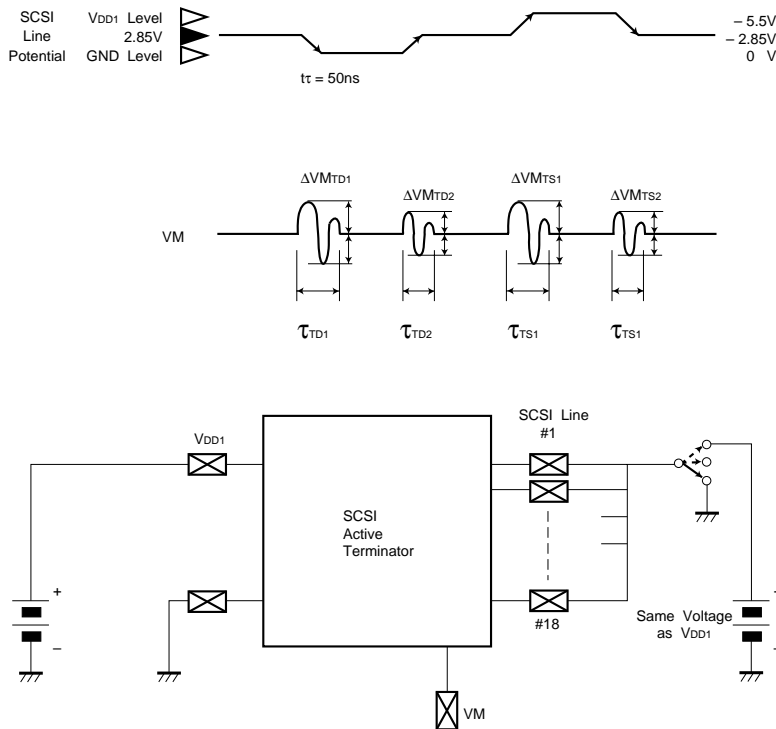 SCSI VDD1 Level – 5.5V
Line 2.85V – 2.85V
Potential GND Level 0 V
tτ = 50ns
ΔVMTD1 ΔVMTD2 ΔVMTS1 ΔVMTS2
VM
τTD1 τTD2 τTS1 τTS1
SCSI Line
#1
VDD1
SCSI
Active
Terminator
+ +
#18
Same Voltage
as VDD1
– –
VM